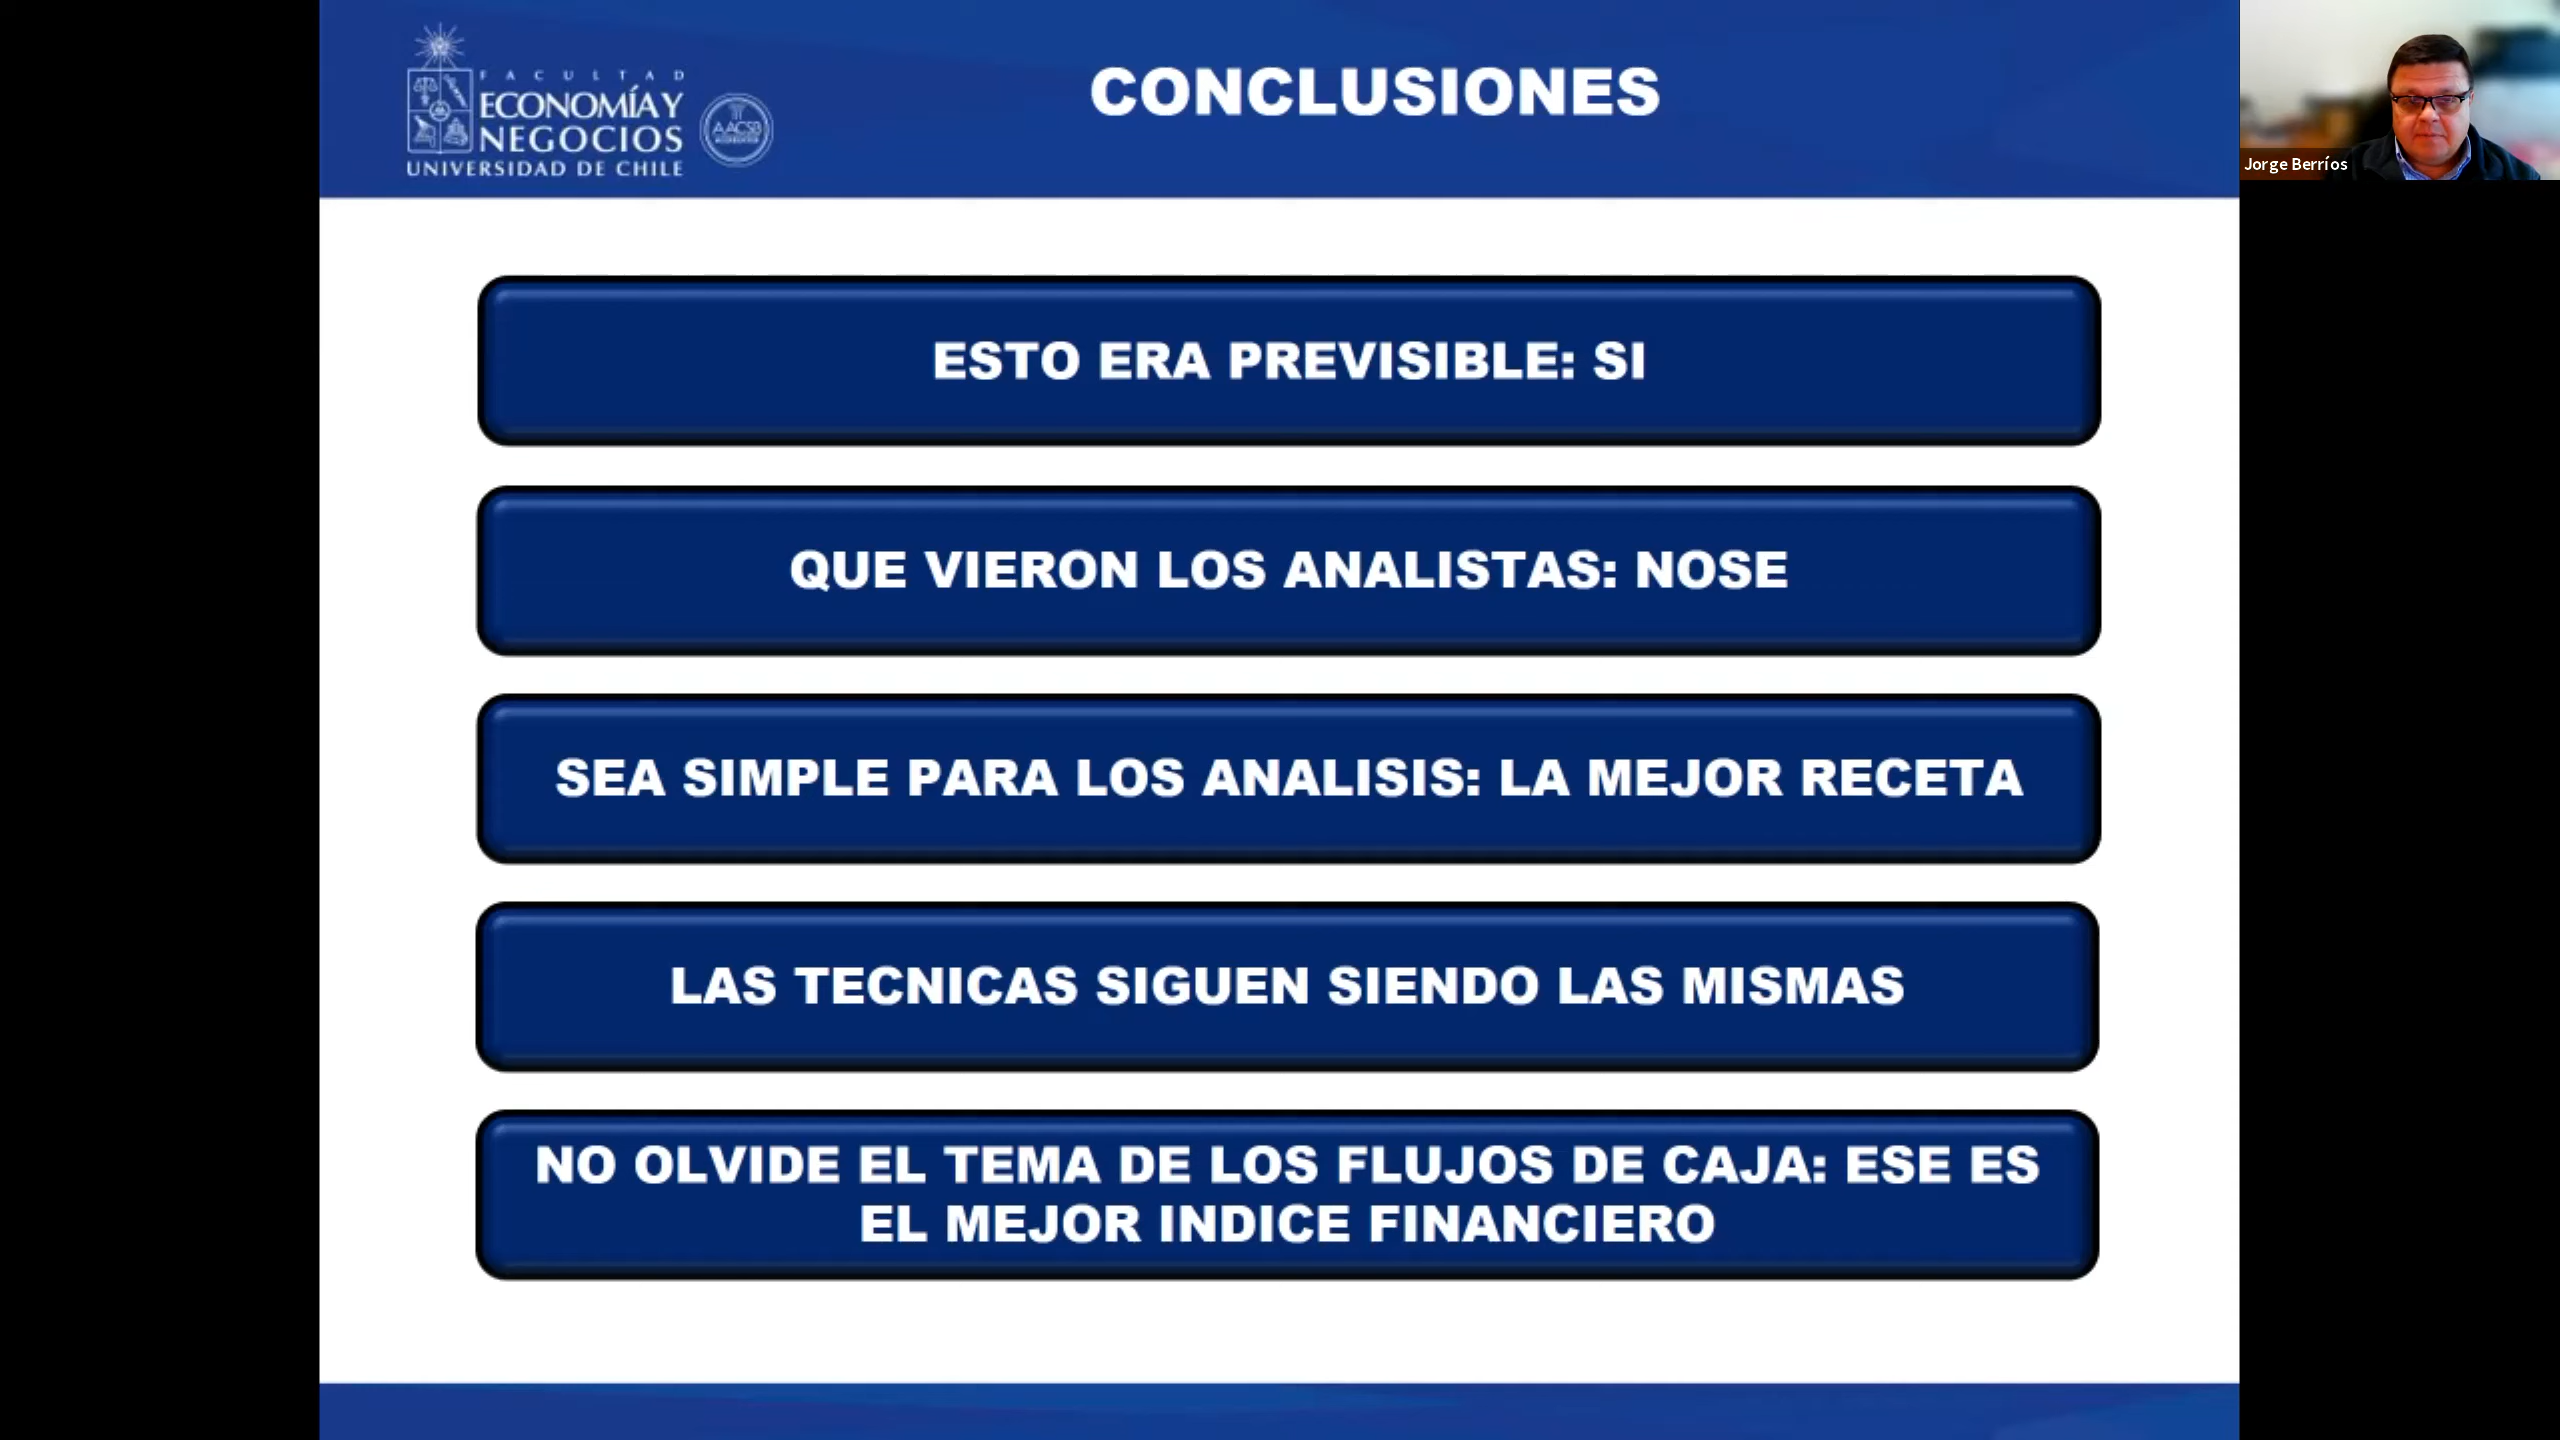 FACULTAD
ECONOMÍA Y
NEGOCIOS
UNIVERSIDAD DE CHILE
AACSB
CONCLUSIONES
Jorge Berríos
ESTO ERA PREVISIBLE: SI
QUE VIERON LOS ANALISTAS: NOSE
SEA SIMPLE PARA LOS ANALISIS: LA MEJOR RECETA
LAS TECNICAS SIGUEN SIENDO LAS MISMAS
NO OLVIDE EL TEMA DE LOS FLUJOS DE CAJA: ESE ES
EL MEJOR INDICE FINANCIERO